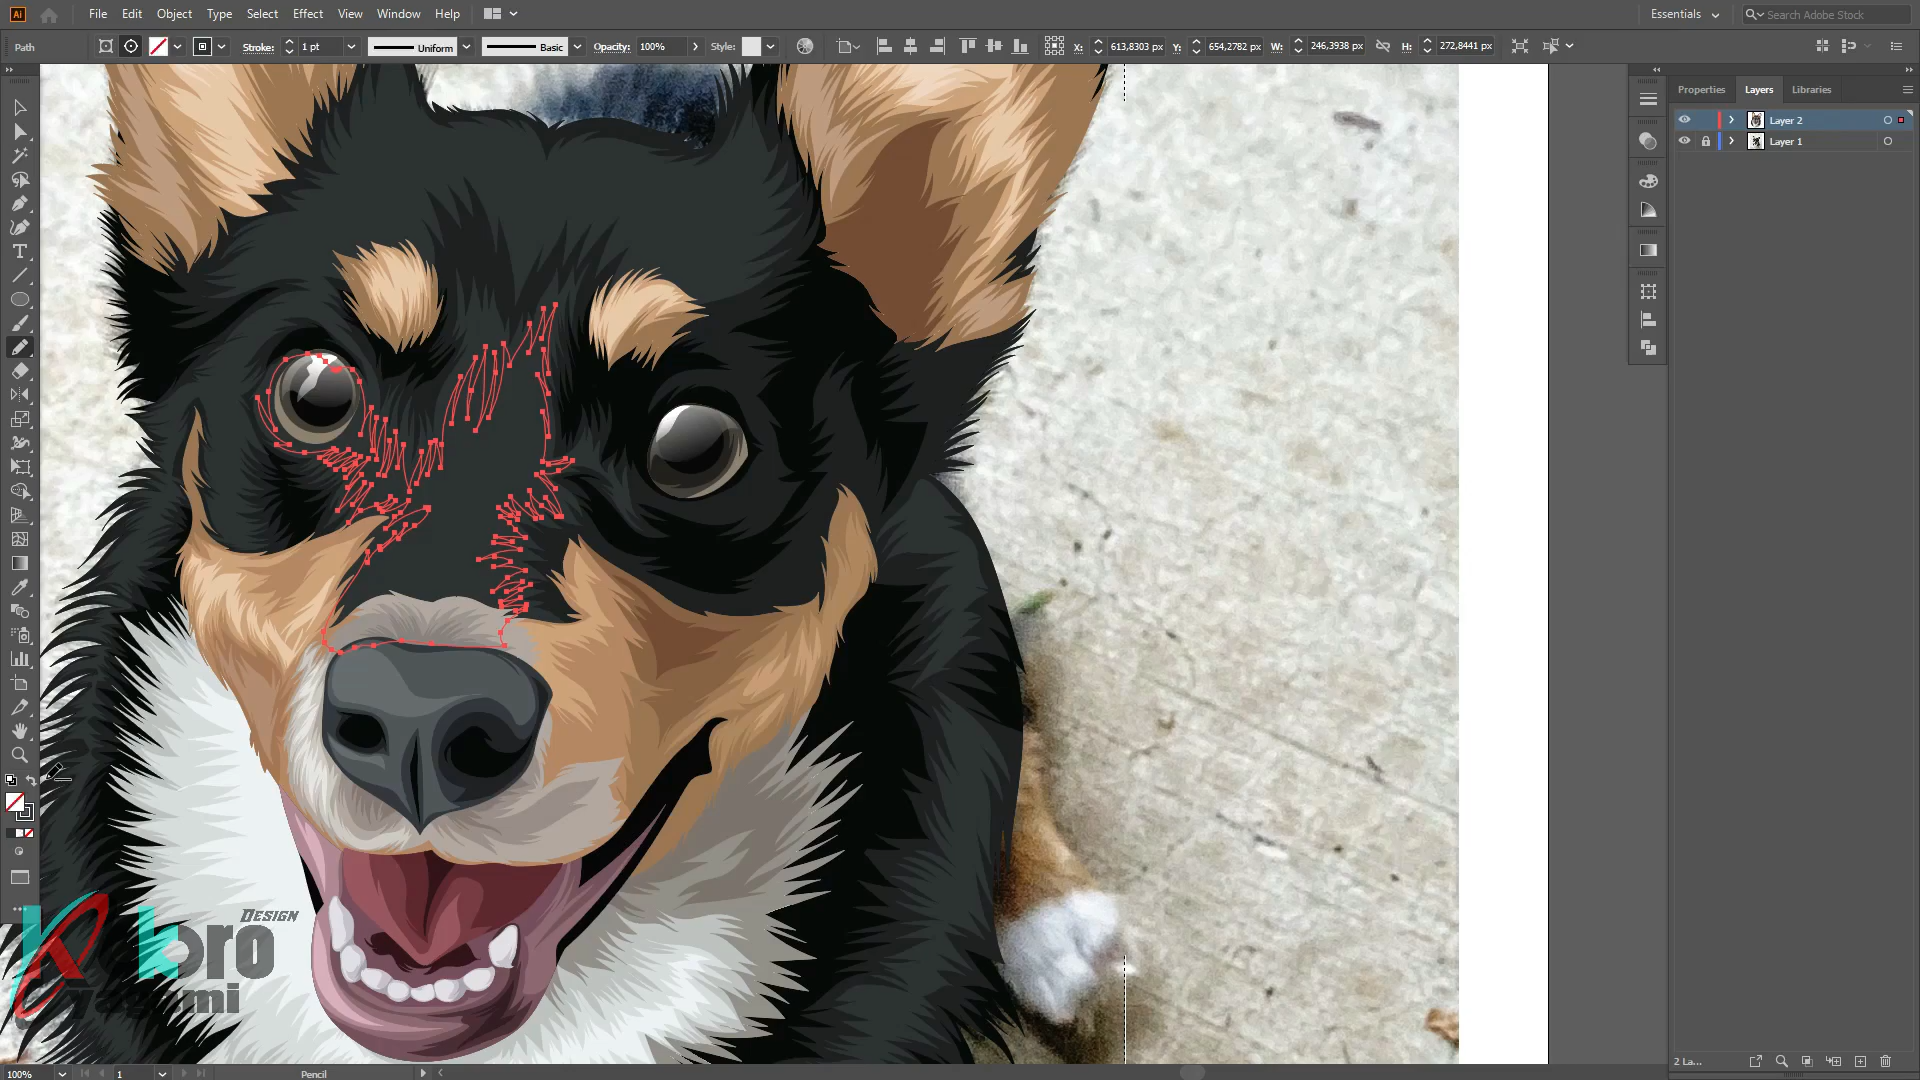 Ai File Edit Object Type Select Effect View Window Help Essentials Search Adobe Stock
Path Stroke: 1 pt Uniform Basic Opacity: 100% Style: X: 613,8303 px Y: 654,2782 px W: 246,3938 px H: 272,8441 px
Properties Layers Libraries
Layer 2
Layer 1
Design
2 La...
100% 1 Pencil